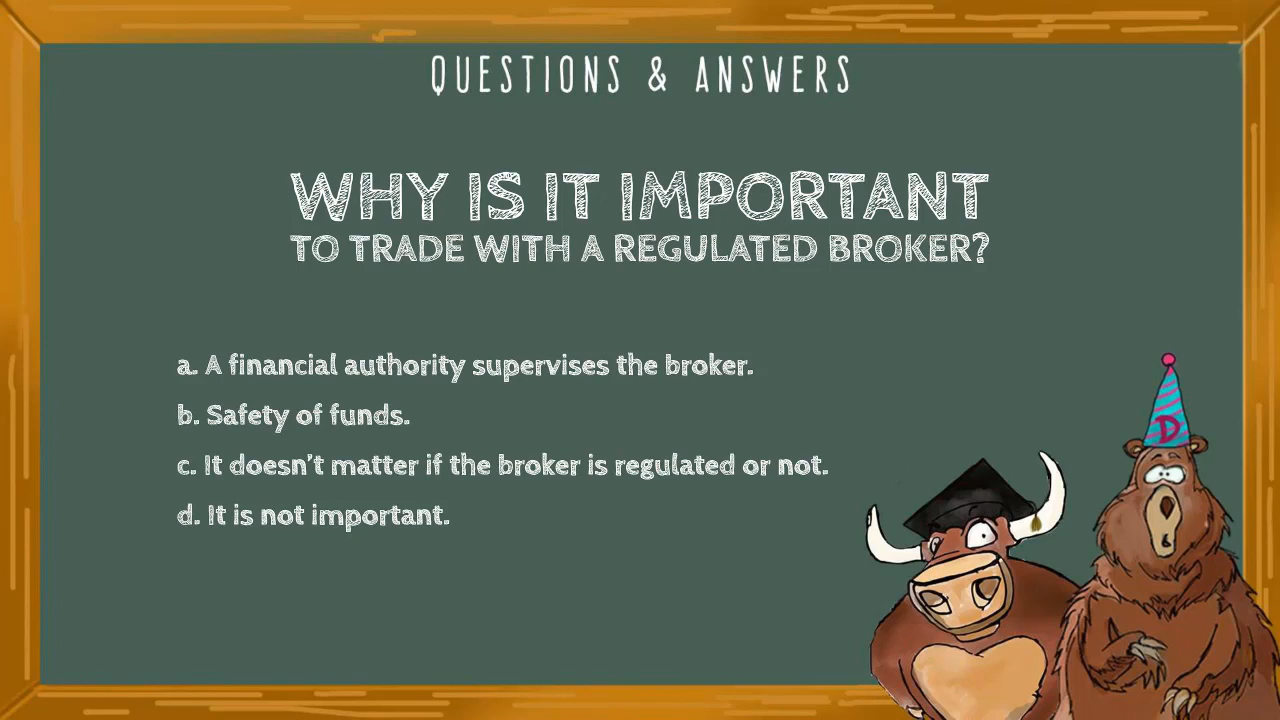 QUESTIONS & ANSWERS
WHY IS IT IMPORTANT
TO TRADE WITH A REGULATED BROKER?
a. A financial authority supervises the broker.
b. Safety of funds.
c. It doesn't matter if the broker is regulated or not.
d. It is not important.
D